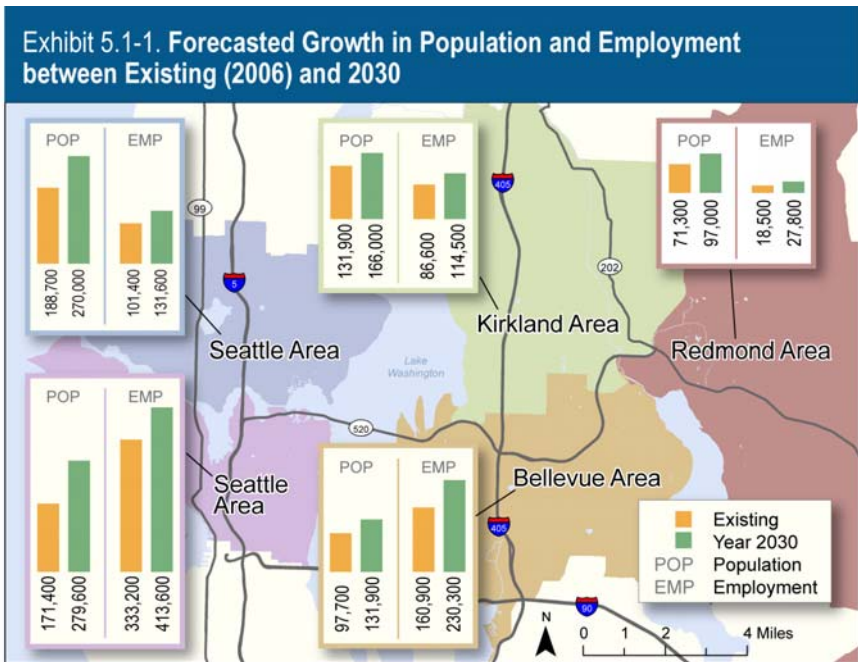 Exhibit 5.1-1. Forecasted Growth in Population and Employment
between Existing (2006) and 2030
POP EMP
188,700 270,000 101,400 131,600
Seattle Area
POP EMP
131,900 166,000 86,600 114,500
Kirkland Area
POP EMP
71,300 97,000 18,500 27,800
Redmond Area
99
5
405
202
Lake
Washington
520
POP EMP
171,400 279,600 333,200 413,600
Seattle
Area
POP EMP
97,700 131,900 160,900 230,300
Bellevue Area
405
90
Existing
Year 2030
POP Population
EMP Employment
N
0 1 2 4 Miles